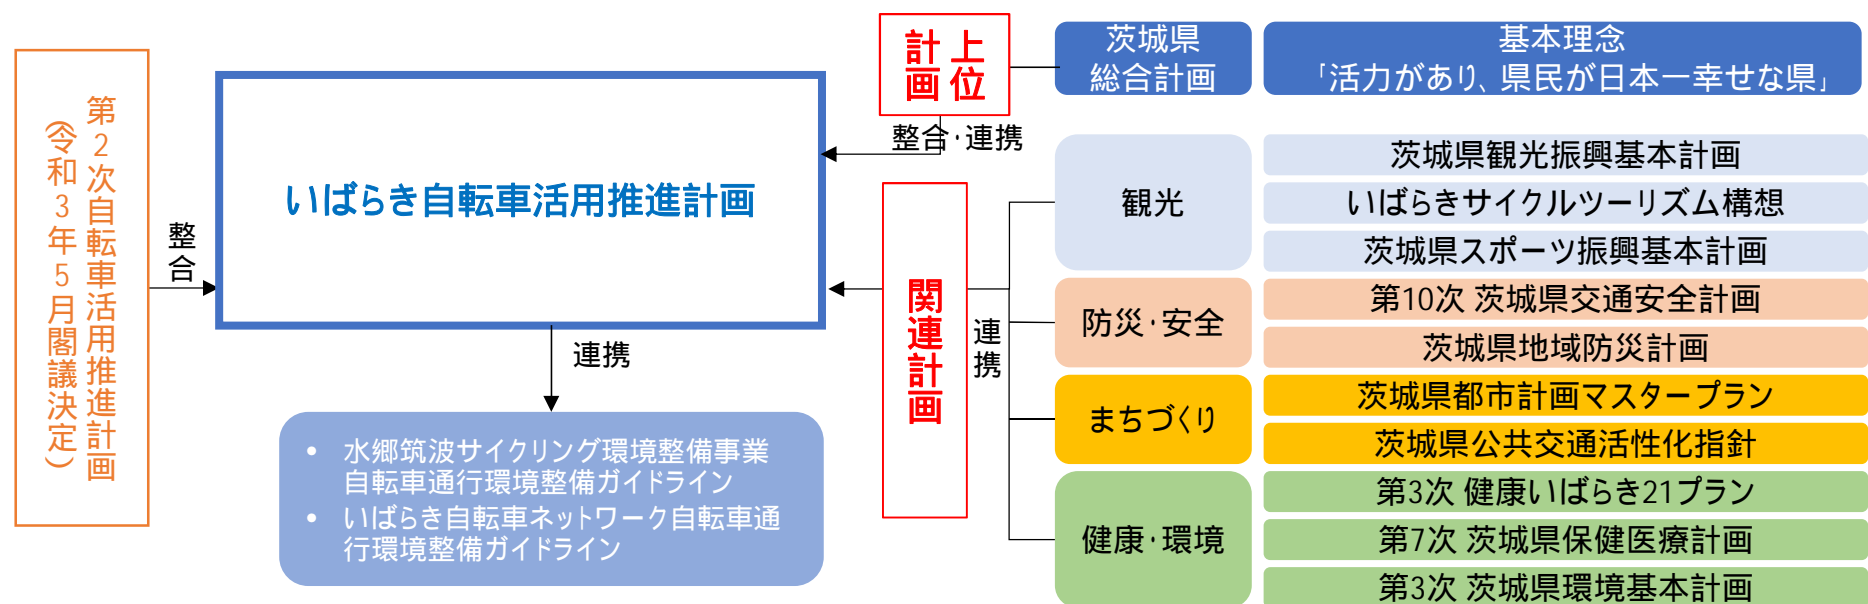 第2次自転車活用推進計画
(令和3年5月閣議決定)
整合
いばらき自転車活用推進計画
連携
• 水郷筑波サイクリング環境整備事業
自転車通行環境整備ガイドライン
• いばらき自転車ネットワーク自転車通
行環境整備ガイドライン
上位
計画
整合・連携
関連計画
連携
茨城県
総合計画
基本理念
「活力があり、県民が日本一幸せな県」
観光
茨城県観光振興基本計画
いばらきサイクルツーリズム構想
茨城県スポーツ振興基本計画
防災・安全
第10次 茨城県交通安全計画
茨城県地域防災計画
まちづくり
茨城県都市計画マスタープラン
茨城県公共交通活性化指針
健康・環境
第3次 健康いばらき21プラン
第7次 茨城県保健医療計画
第3次 茨城県環境基本計画